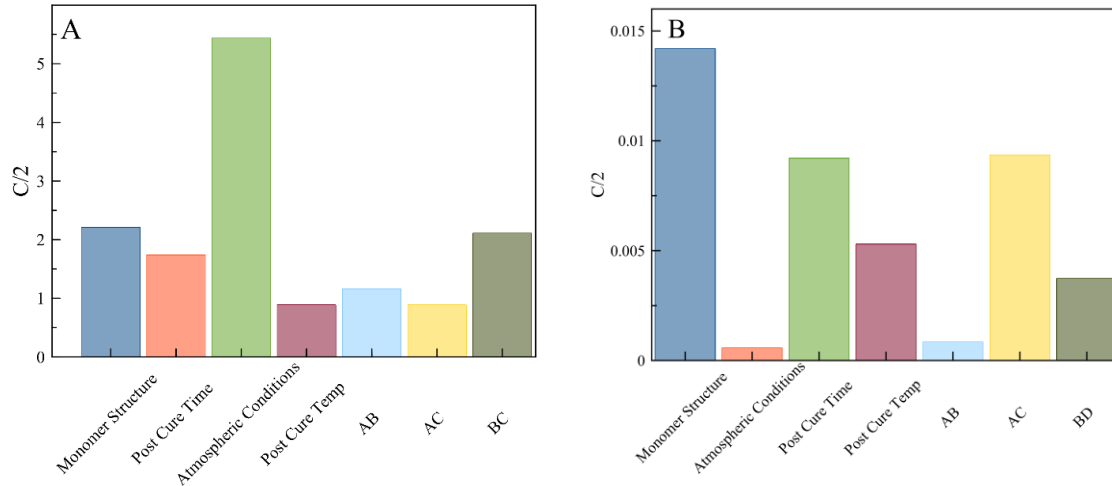 A
C/2
5
4
3
2
1
0
Monomer Structure
Post Cure Time
Atmospheric Conditions
Post Cure Temp
AB
AC
BC
B
C/2
0.015
0.01
0.005
0
Monomer Structure
Atmospheric Conditions
Post Cure Time
Post Cure Temp
AB
AC
BD